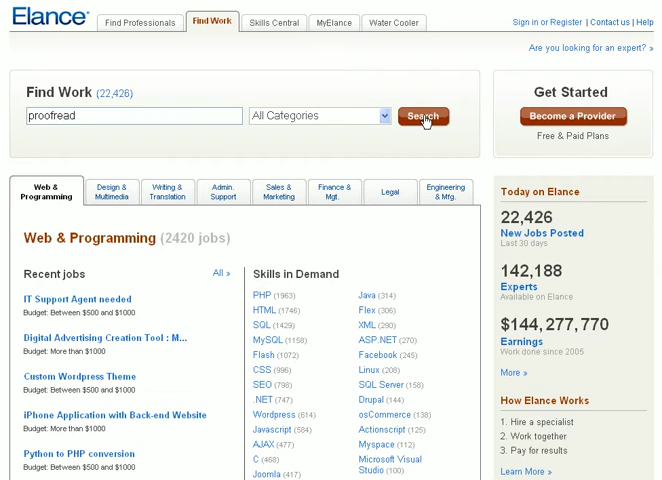 Elance
Find Professionals
Find Work
Skills Central
MyElance
Water Cooler
Sign in or Register | Contact us | Help
Are you looking for an expert? »
Find Work (22,426)
proofread
All Categories
Search
Get Started
Become a Provider
Free & Paid Plans
Web & Programming
Design & Multimedia
Writing & Translation
Admin. Support
Sales & Marketing
Finance & Mgt.
Legal
Engineering & Mfg.
Web & Programming (2420 jobs)
Recent jobs
All »
IT Support Agent needed
Budget: Between $500 and $1000
Digital Advertising Creation Tool : M...
Budget: More than $1000
Custom Wordpress Theme
Budget: Between $500 and $1000
iPhone Application with Back-end Website
Budget: More than $1000
Python to PHP conversion
Budget: Between $500 and $1000
Skills in Demand
PHP (1963)
HTML (1746)
SQL (1429)
MySQL (1158)
Flash (1072)
CSS (996)
SEO (798)
.NET (747)
Wordpress (614)
Javascript (584)
AJAX (477)
C (468)
Joomla (417)
Java (314)
Flex (306)
XML (290)
ASP.NET (270)
Facebook (245)
Linux (208)
SQL Server (158)
Drupal (144)
osCommerce (138)
Actionscript (125)
Myspace (112)
Microsoft Visual
Studio (100)
Today on Elance
22,426
New Jobs Posted
Last 30 days
142,188
Experts
Available on Elance
$144,277,770
Earnings
Work done since 2005
More »
How Elance Works
1. Hire a specialist
2. Work together
3. Pay for results
Learn More »